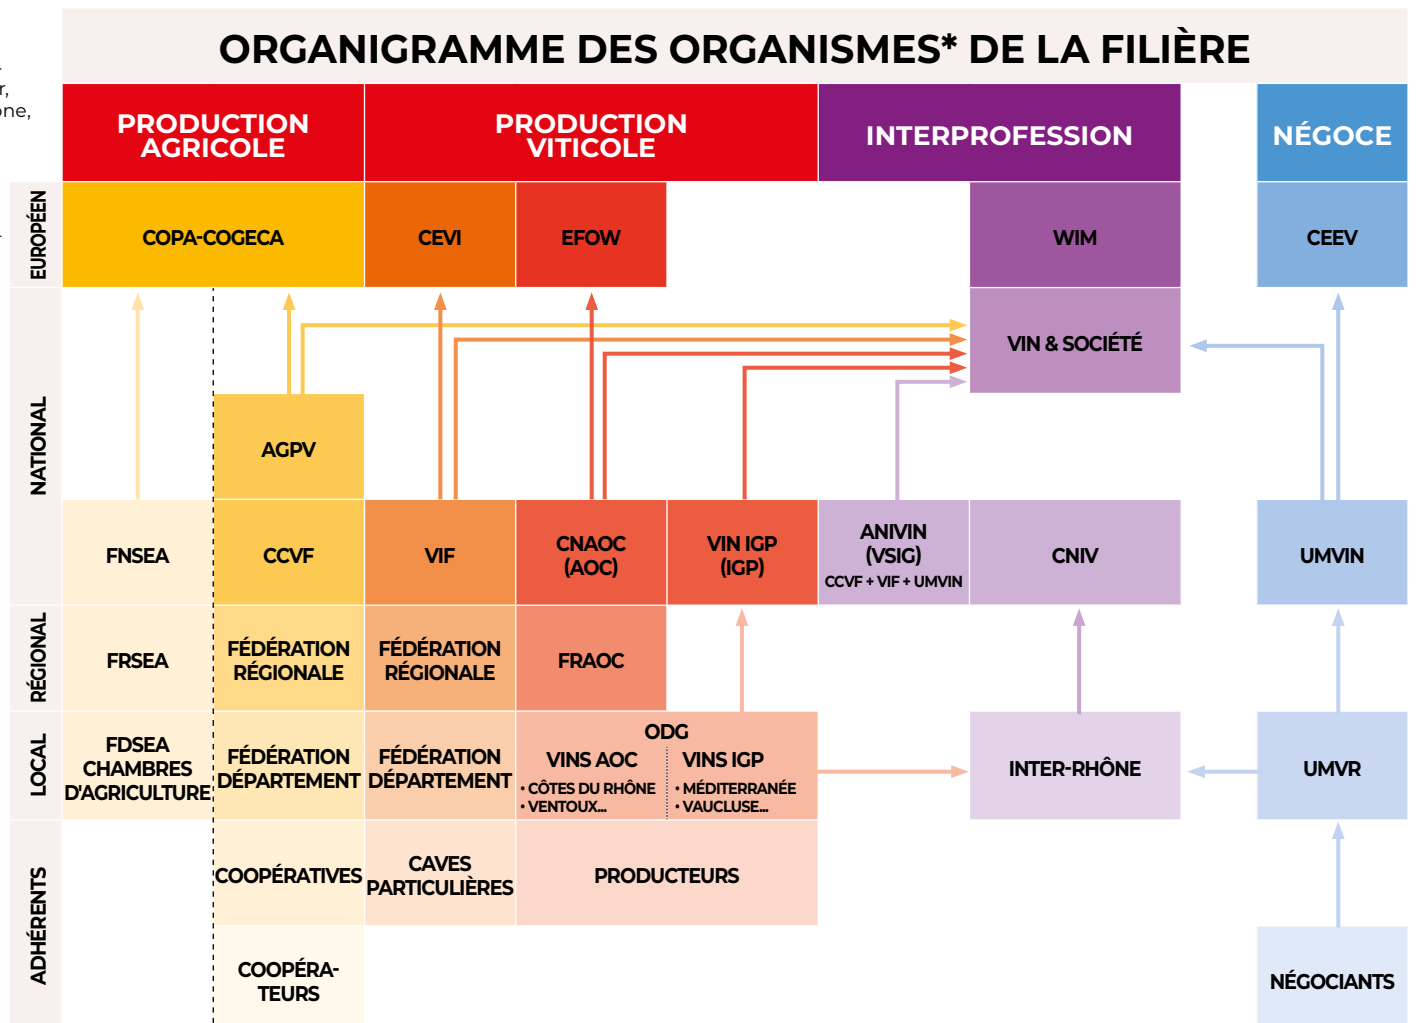 ORGANIGRAMME DES ORGANISMES* DE LA FILIÈRE
r,
one,
PRODUCTION
AGRICOLE
PRODUCTION
VITICOLE
INTERPROFESSION
NÉGOCE
EUROPÉEN
COPA-COGECA
CEVI
EFOW
WIM
CEEV
NATIONAL
VIN & SOCIÉTÉ
AGPV
FNSEA
CCVF
VIF
CNAOC
(AOC)
VIN IGP
(IGP)
ANIVIN
(VSIG)
CCVF + VIF + UMVIN
CNIV
UMVIN
RÉGIONAL
FRSEA
FÉDÉRATION
RÉGIONALE
FÉDÉRATION
RÉGIONALE
FRAOC
LOCAL
FDSEA
CHAMBRES
D'AGRICULTURE
FÉDÉRATION
DÉPARTEMENT
FÉDÉRATION
DÉPARTEMENT
ODG
VINS AOC
• CÔTES DU RHÔNE
• VENTOUX...
VINS IGP
• MÉDITERRANÉE
• VAUCLUSE...
INTER-RHÔNE
UMVR
ADHÉRENTS
COOPÉRATIVES
CAVES
PARTICULIÈRES
PRODUCTEURS
COOPÉRA-
TEURS
NÉGOCIANTS